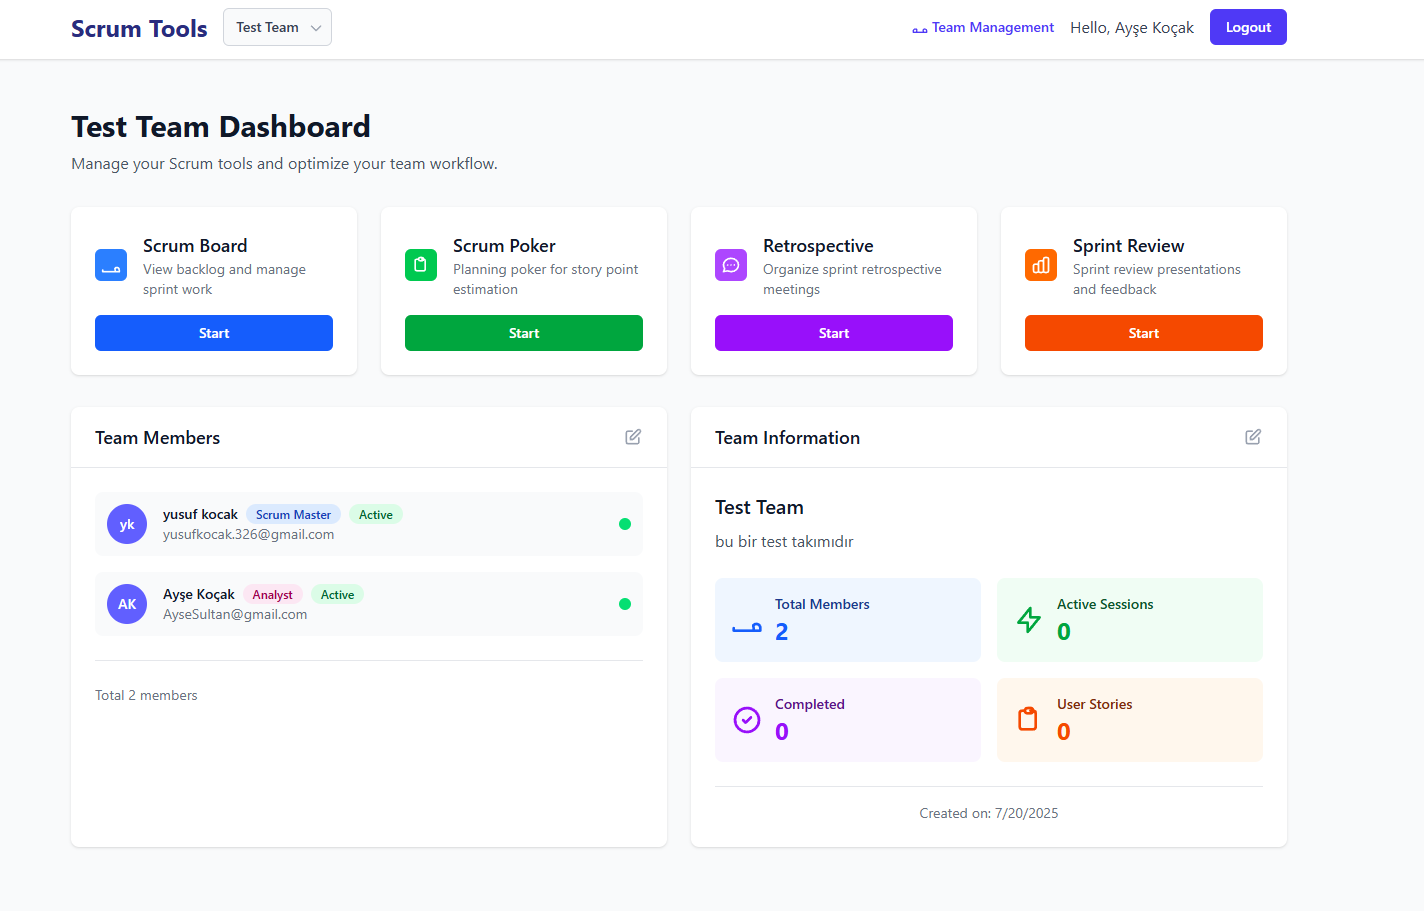 Scrum Tools
Test Team
Team Management
Hello, Ayşe Koçak
Logout
Test Team Dashboard
Manage your Scrum tools and optimize your team workflow.
Scrum Board
View backlog and manage
sprint work
Start
Scrum Poker
Planning poker for story point
estimation
Start
Retrospective
Organize sprint retrospective
meetings
Start
Sprint Review
Sprint review presentations
and feedback
Start
Team Members
yk
yusuf kocak Scrum Master Active
yusufkocak.326@gmail.com
AK
Ayşe Koçak Analyst Active
AyseSultan@gmail.com
Total 2 members
Team Information
Test Team
bu bir test takımıdır
Total Members
2
Active Sessions
0
Completed
0
User Stories
0
Created on: 7/20/2025